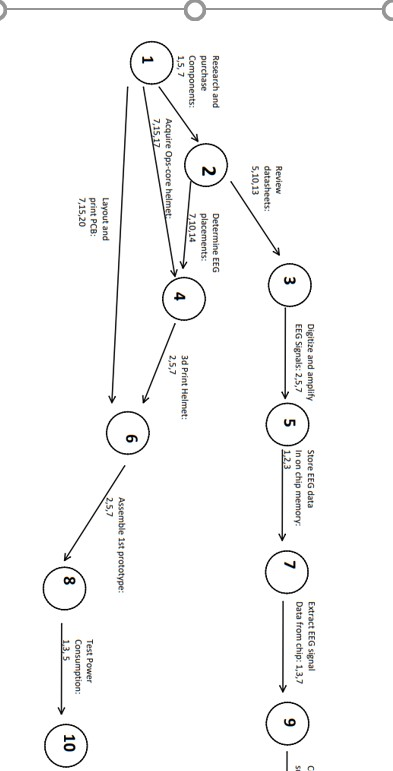 1
Research and
purchase
Components:
1,5,7
2
Review
datasheets:
5,10,13
Acquire Ops-core helmet:
7,15,17
Determine EEG
placements:
7,10,14
Layout and
print PCB:
7,15,20
3
4
Digitize and amplify
EEG Signals: 2,5,7
3d Print Helmet:
2,5,7
5
6
Store EEG data
In on chip memory:
1,2,3
Assemble 1st prototype:
2,5,7
7
8
Extract EEG signal
Data from chip: 1,3,7
Test Power
Consumption:
1,3, 5
9
10